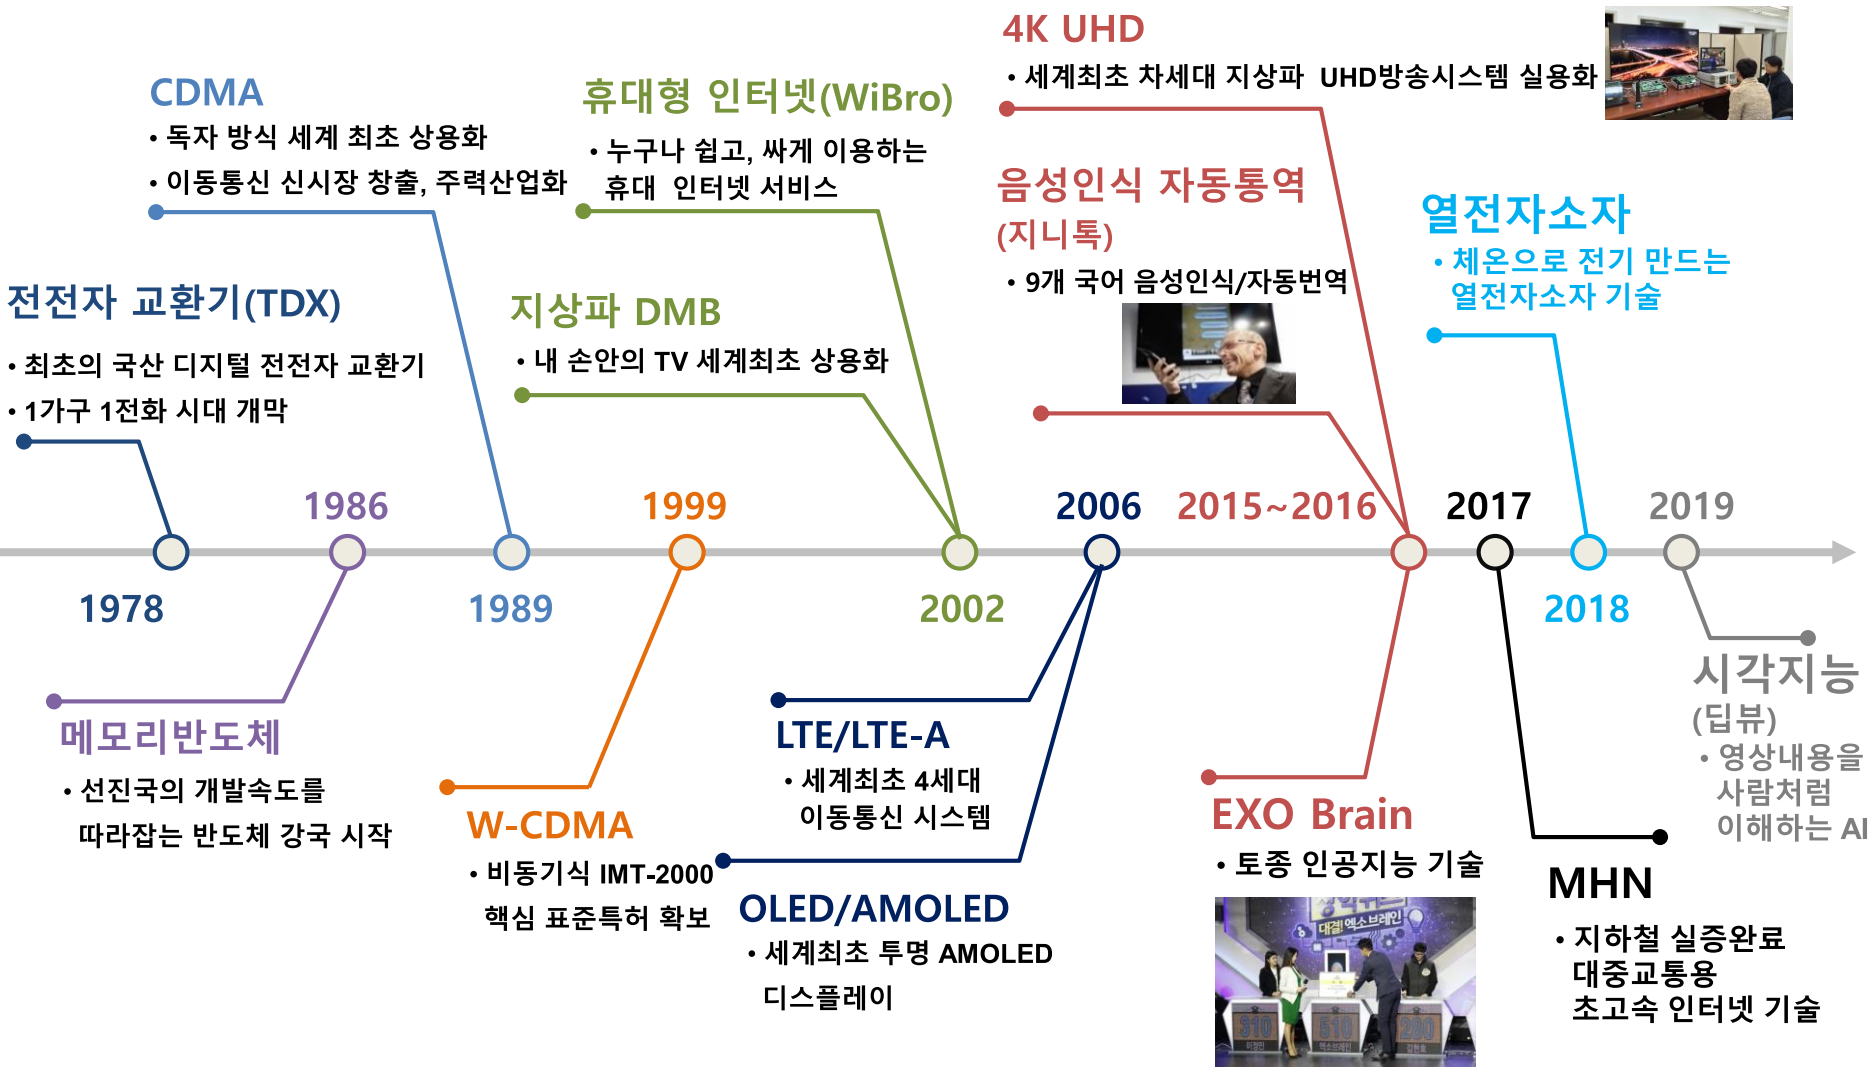 4K UHD
• 세계최초 차세대 지상파 UHD방송시스템 실용화
CDMA
• 독자 방식 세계 최초 상용화
• 이동통신 신시장 창출, 주력산업화
휴대형 인터넷(WiBro)
• 누구나 쉽고, 싸게 이용하는
휴대 인터넷 서비스
음성인식 자동통역
(지니톡)
• 9개 국어 음성인식/자동번역
열전자소자
• 체온으로 전기 만드는
열전자소자 기술
전전자 교환기(TDX)
• 최초의 국산 디지털 전전자 교환기
• 1가구 1전화 시대 개막
지상파 DMB
• 내 손안의 TV 세계최초 상용화
1978
1986
1989
1999
2002
2006
2015~2016
2017
2018
2019
메모리반도체
• 선진국의 개발속도를
따라잡는 반도체 강국 시작
W-CDMA
• 비동기식 IMT-2000
핵심 표준특허 확보
LTE/LTE-A
• 세계최초 4세대
이동통신 시스템
OLED/AMOLED
• 세계최초 투명 AMOLED
디스플레이
EXO Brain
• 토종 인공지능 기술
대결! 엑소브레인
310
510
엑소브레인
MHN
• 지하철 실증완료
대중교통용
초고속 인터넷 기술
시각지능
(딥뷰)
• 영상내용을
사람처럼
이해하는 AI